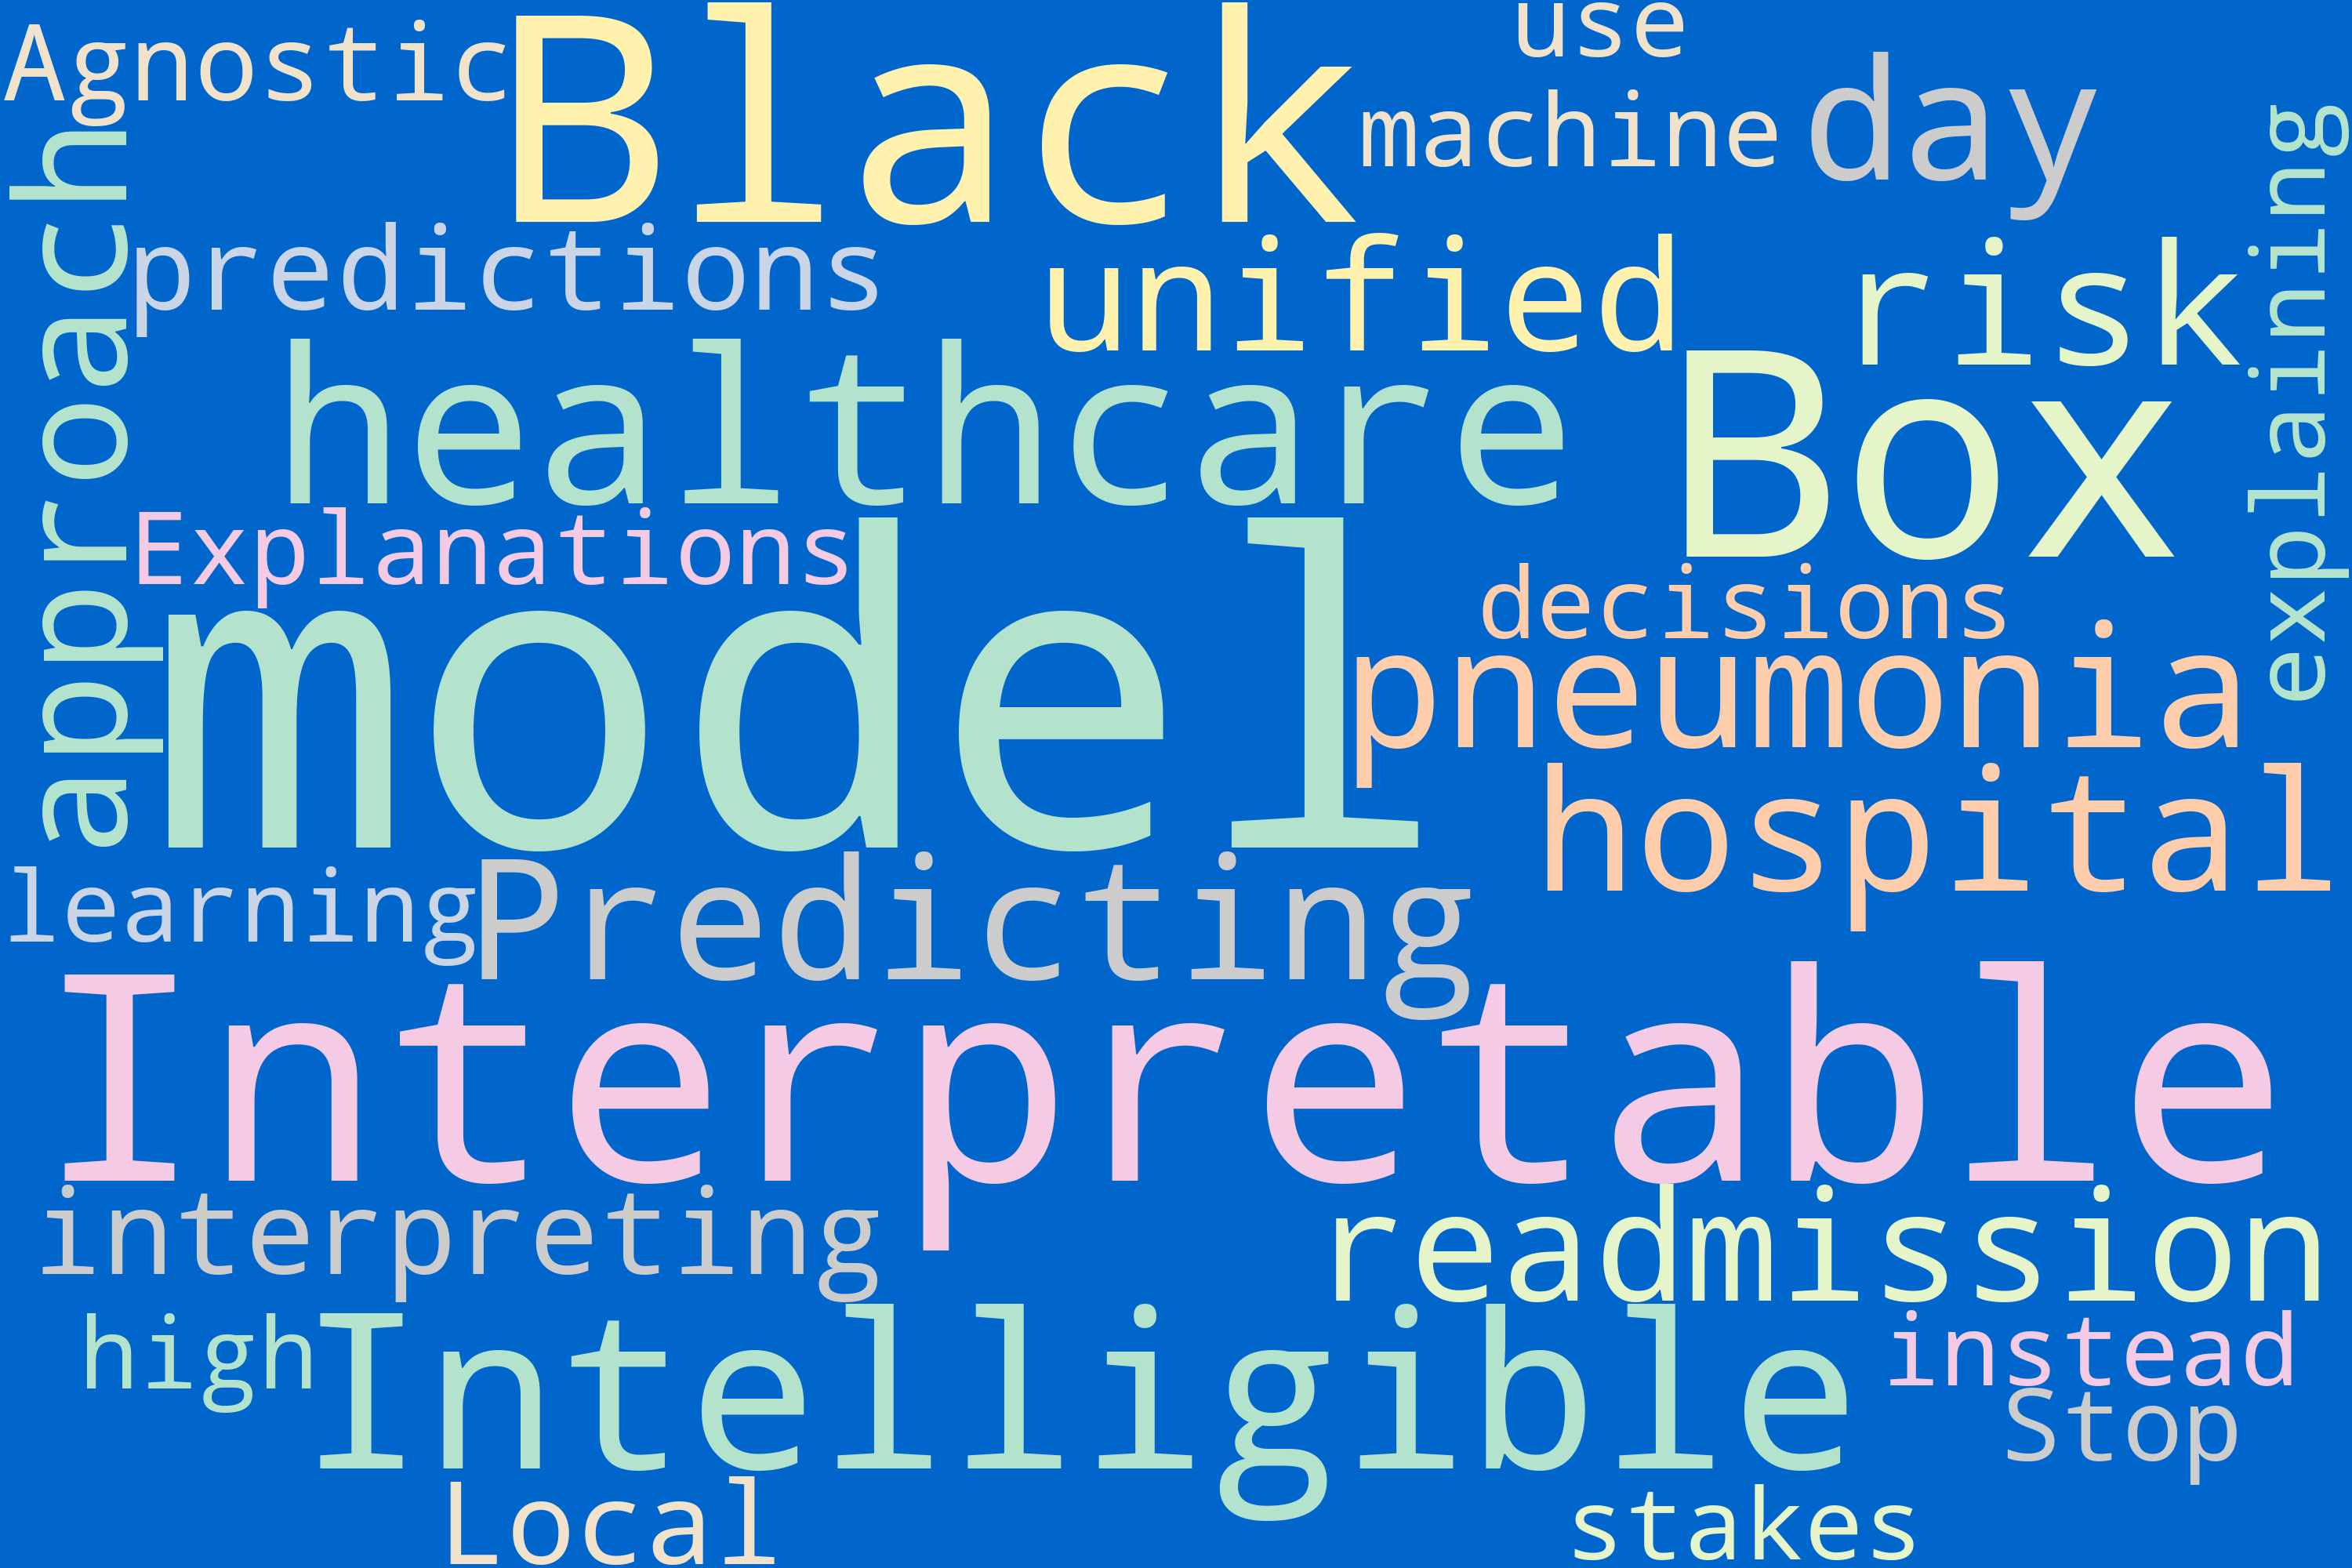 Agnostic
Black
use
machine
day
approach
predictions
unified
risk
explaining
healthcare
Box
Explanations
decisions
model
pneumonia
hospital
learning
Predicting
Interpretable
interpreting
readmission
high
Intelligible
instead
Stop
Local
stakes